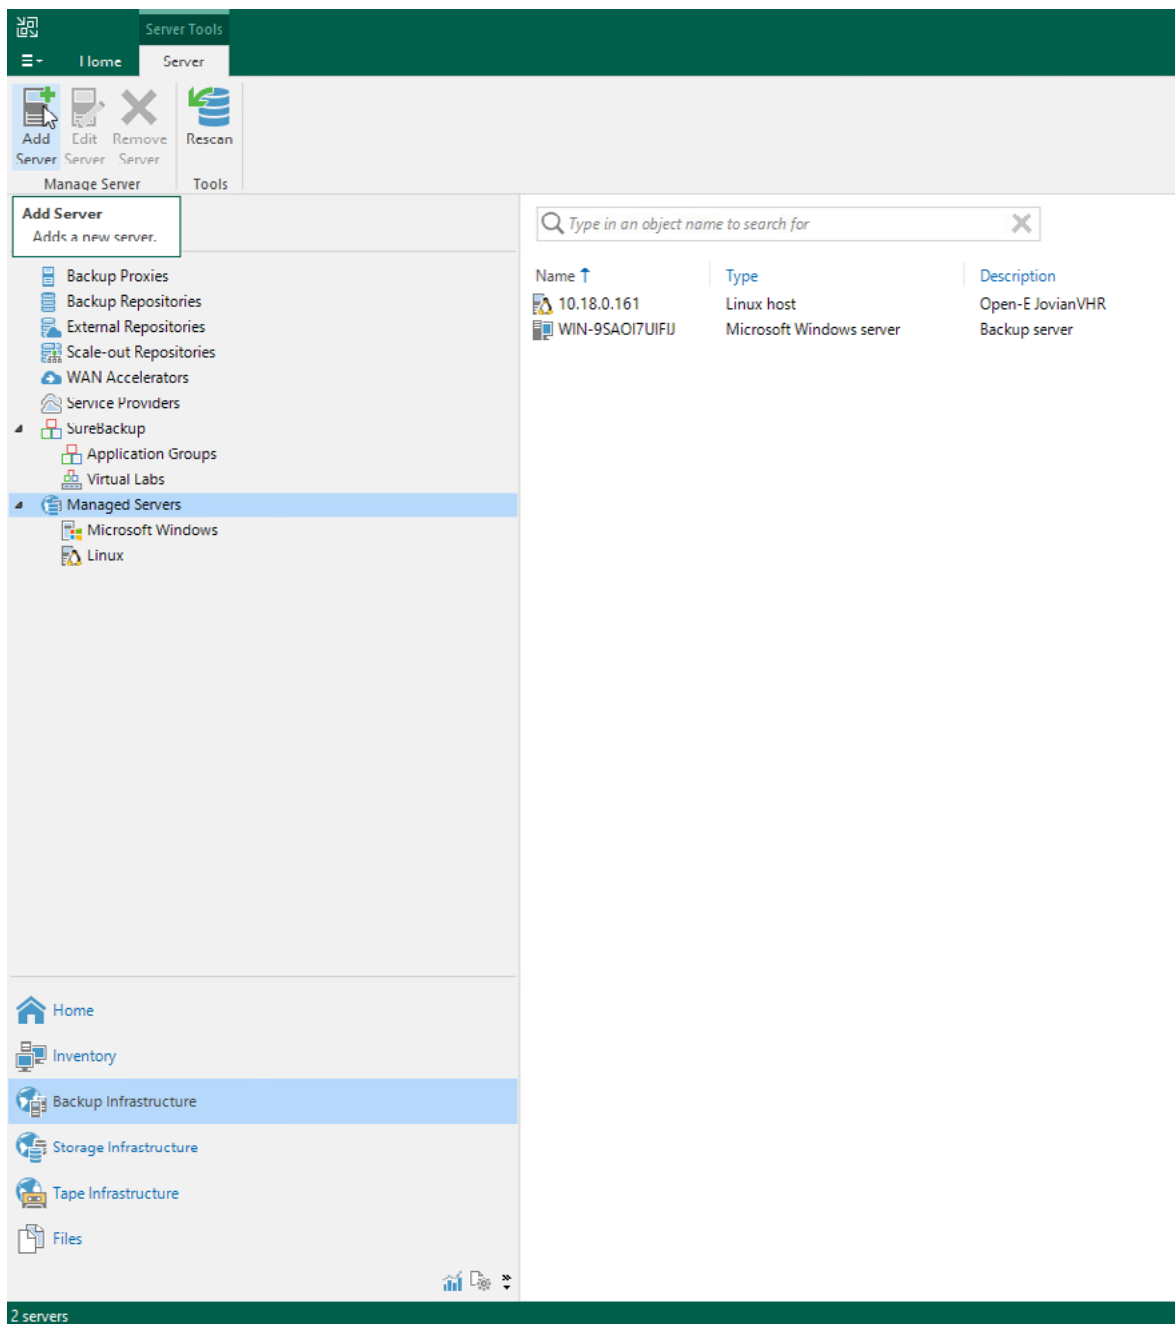 Server Tools
Home
Server
Add Server
Edit Server
Remove Server
Rescan
Manage Server
Tools
Add Server
Adds a new server.
Type in an object name to search for
Backup Proxies
Backup Repositories
External Repositories
Scale-out Repositories
WAN Accelerators
Service Providers
SureBackup
Application Groups
Virtual Labs
Managed Servers
Microsoft Windows
Linux
Name Type Description
10.18.0.161 Linux host Open-E JovianVHR
WIN-9SAOI7UIFIJ Microsoft Windows server Backup server
Home
Inventory
Backup Infrastructure
Storage Infrastructure
Tape Infrastructure
Files
2 servers